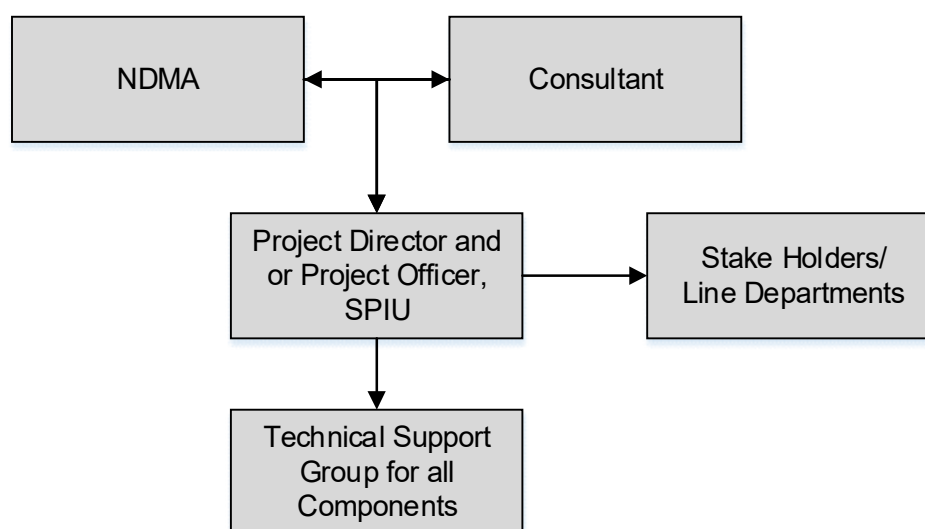 NDMA
Consultant
Project Director and
or Project Officer,
SPIU
Stake Holders/
Line Departments
Technical Support
Group for all
Components